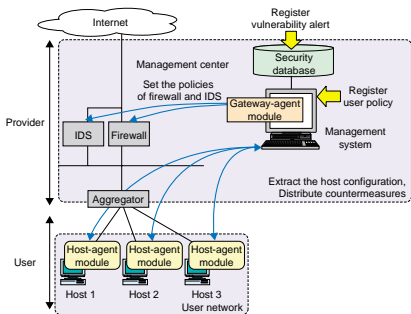 Internet
Register
vulnerability alert
Management center
Security
database
Set the policies
of firewall and IDS
Gateway-agent
module
Register
user policy
Provider
IDS
Firewall
Management
system
Extract the host configuration,
Distribute countermeasures
Aggregator
User
Host-agent
module
Host-agent
module
Host-agent
module
Host 1
Host 2
Host 3
User network